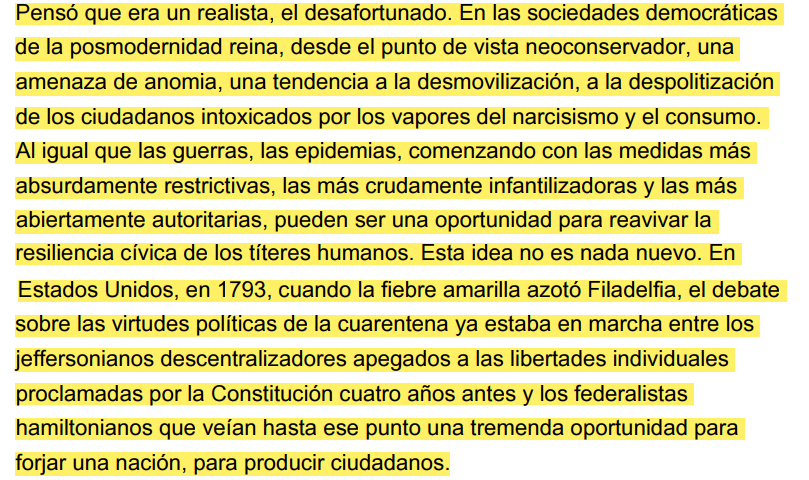 Pensó que era un realista, el desafortunado. En las sociedades democráticas
de la posmodernidad reina, desde el punto de vista neoconservador, una
amenaza de anomia, una tendencia a la desmovilización, a la despolitización
de los ciudadanos intoxicados por los vapores del narcisismo y el consumo.
Al igual que las guerras, las epidemias, comenzando con las medidas más
absurdamente restrictivas, las más crudamente infantilizadoras y las más
abiertamente autoritarias, pueden ser una oportunidad para reavivar la
resiliencia cívica de los títeres humanos. Esta idea no es nada nuevo. En
Estados Unidos, en 1793, cuando la fiebre amarilla azotó Filadelfia, el debate
sobre las virtudes políticas de la cuarentena ya estaba en marcha entre los
jeffersonianos descentralizadores apegados a las libertades individuales
proclamadas por la Constitución cuatro años antes y los federalistas
hamiltonianos que veían hasta ese punto una tremenda oportunidad para
forjar una nación, para producir ciudadanos.